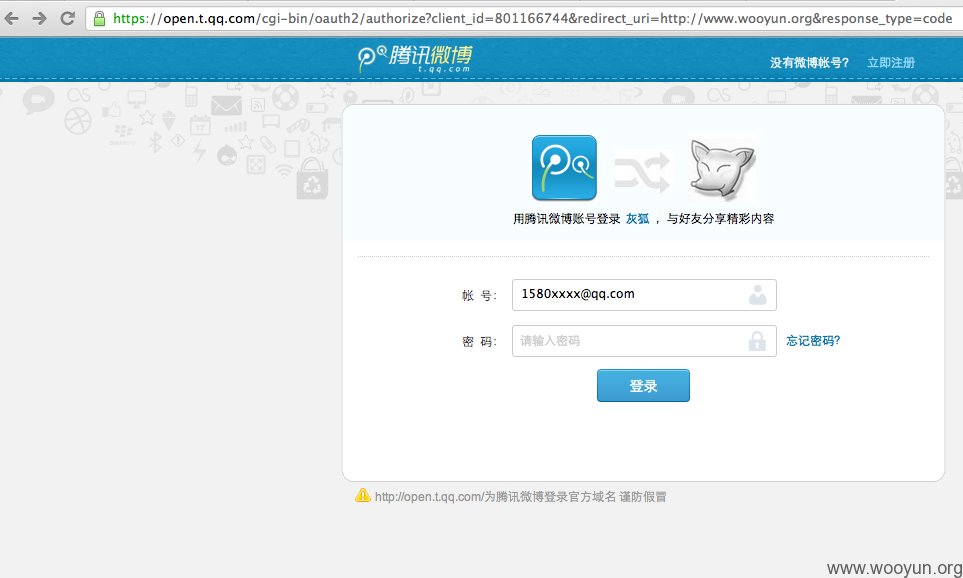 https://open.t.qq.com/cgi-bin/oauth2/authorize?client_id=801166744&redirect_uri=http://www.wooyun.org&response_type=code
腾讯微博
t.qq.com
没有微博帐号? 立即注册
用腾讯微博账号登录 灰狐 ，与好友分享精彩内容
帐 号: 1580xxxx@qq.com
密 码: 请输入密码 忘记密码?
登录
http://open.t.qq.com/为腾讯微博登录官方域名 谨防假冒
www.wooyun.org